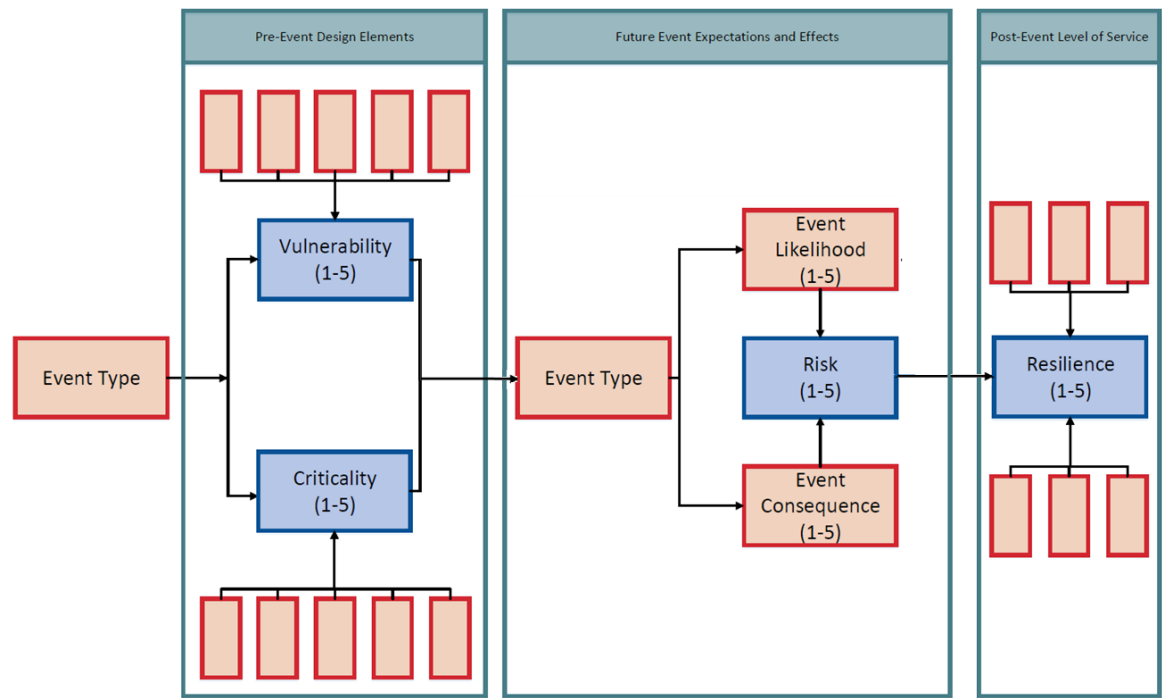 Pre-Event Design Elements
Future Event Expectations and Effects
Post-Event Level of Service
Vulnerability
(1-5)
Event
Likelihood
(1-5)
Event Type
Event Type
Risk
(1-5)
Resilience
(1-5)
Criticality
(1-5)
Event
Consequence
(1-5)